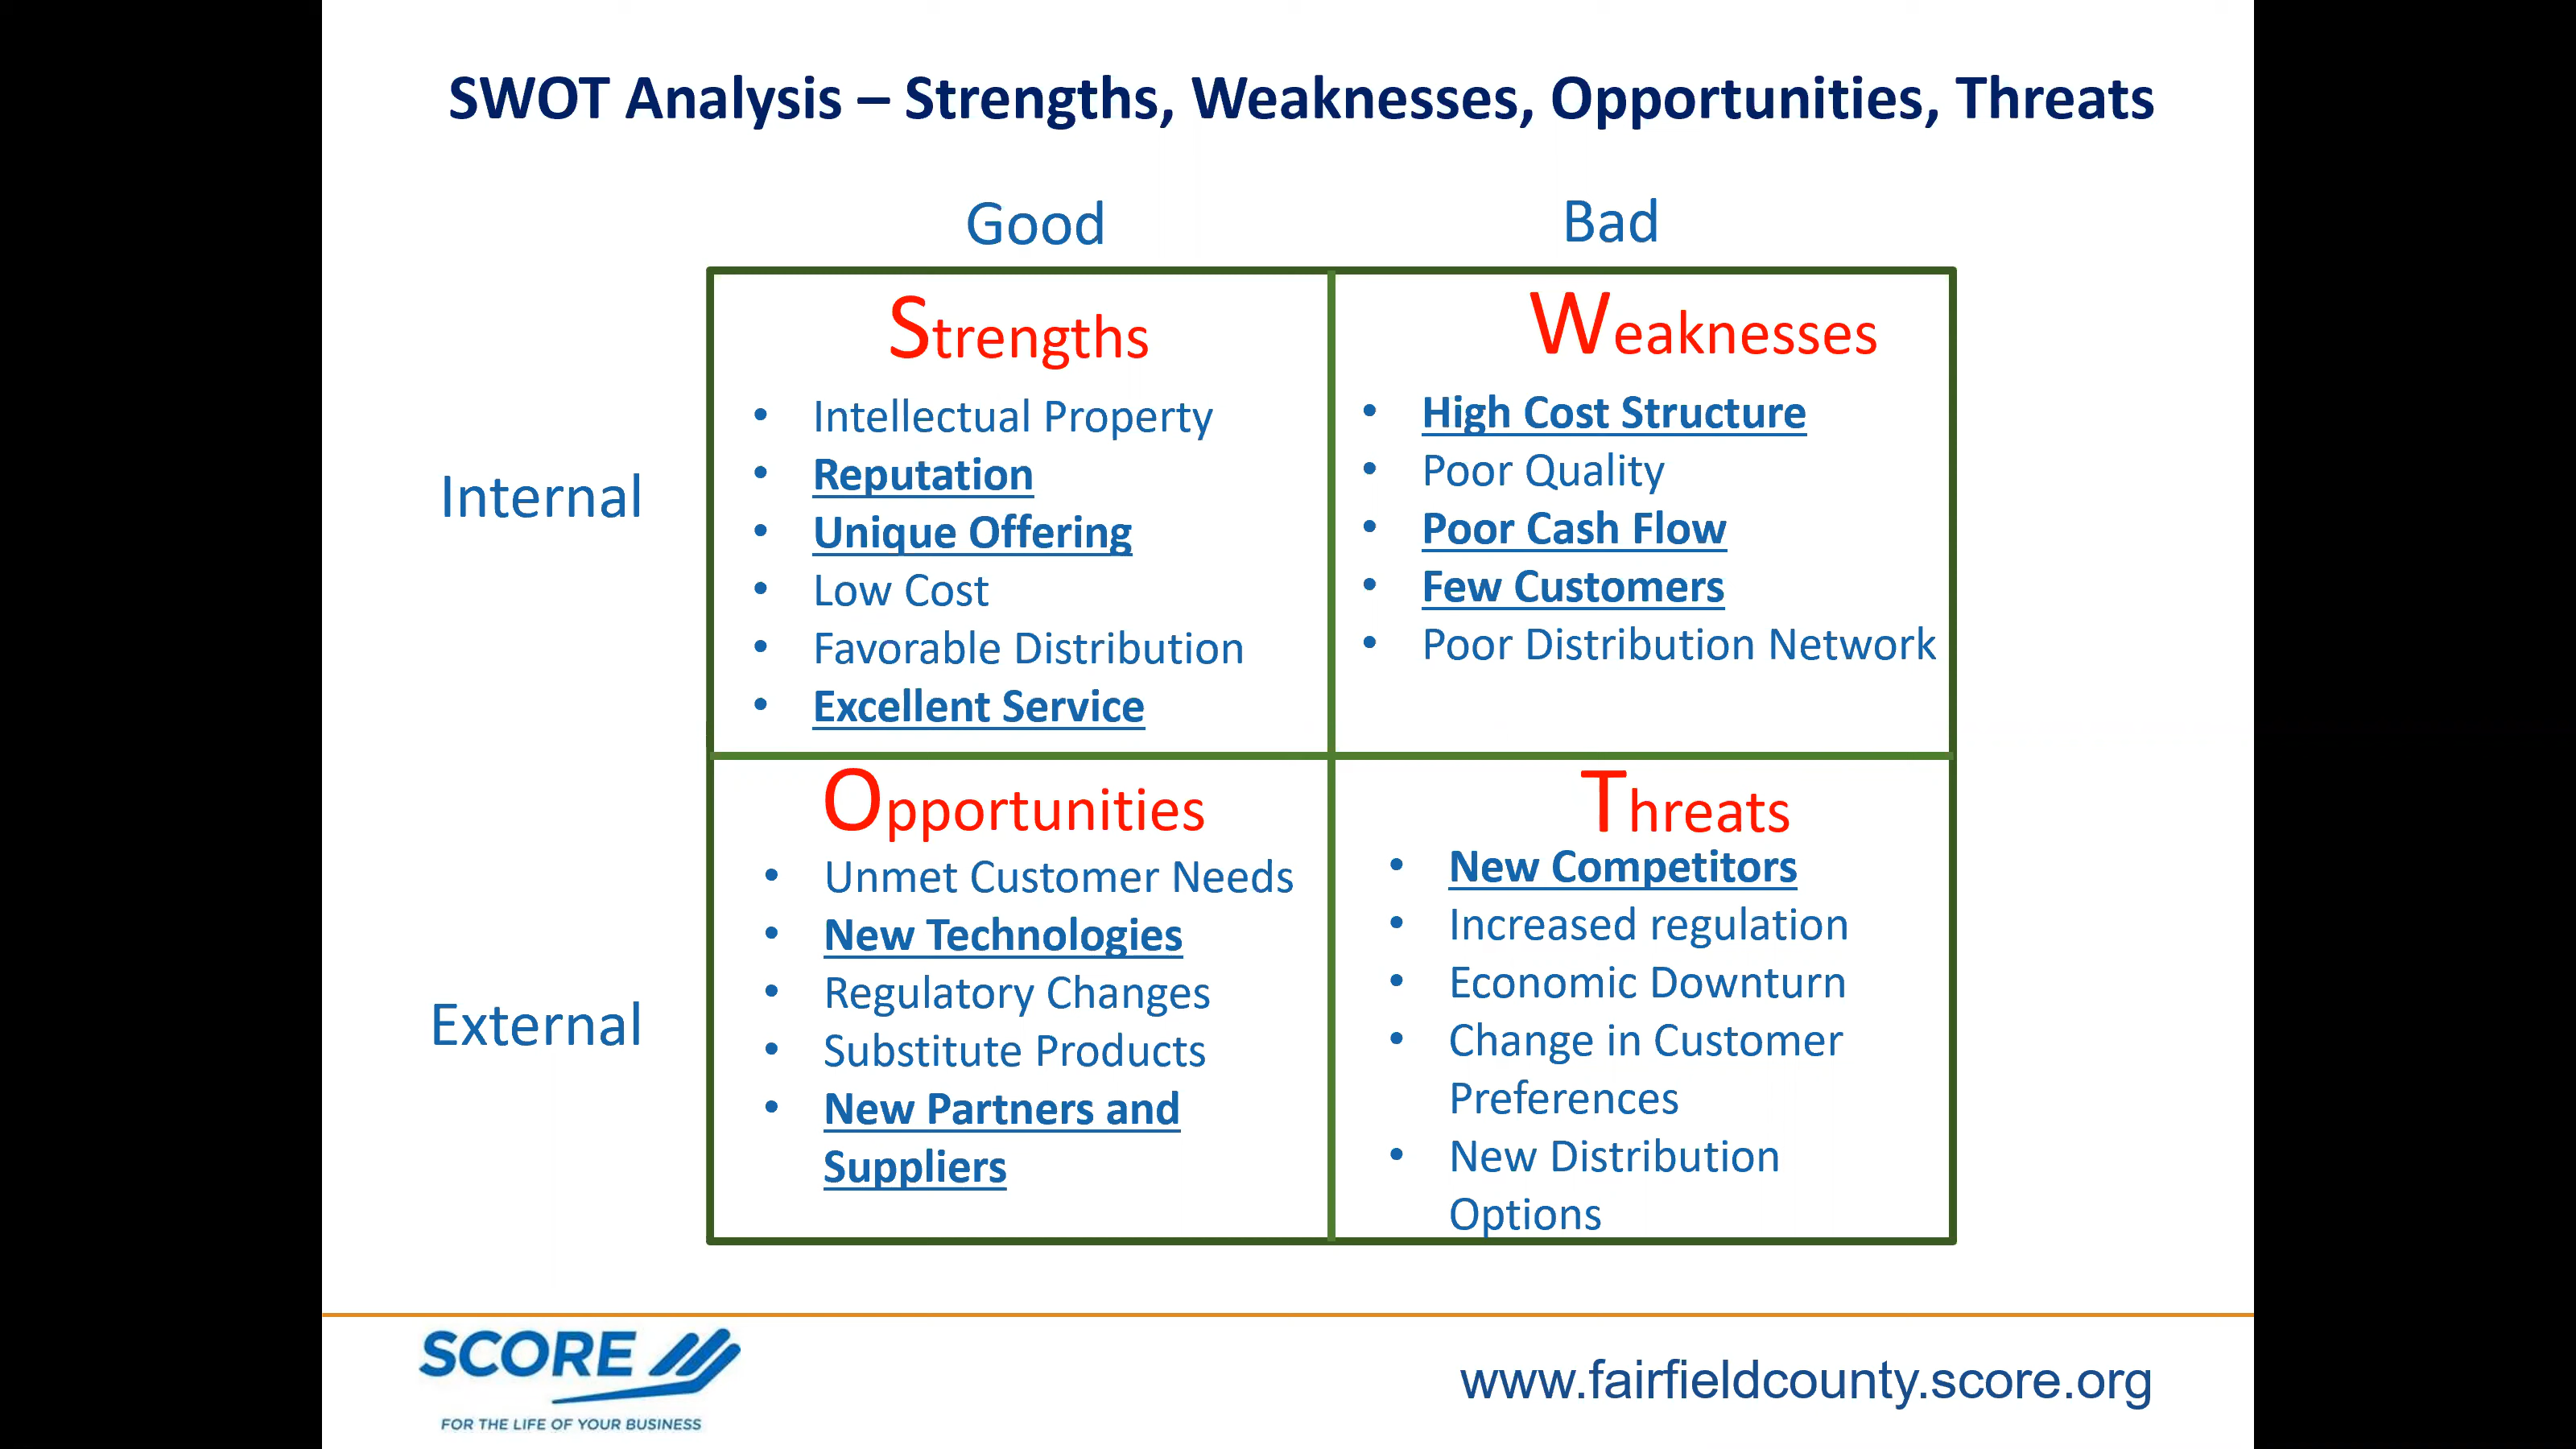 SWOT Analysis – Strengths, Weaknesses, Opportunities, Threats
Good
Bad
Internal
Strengths
• Intellectual Property
• Reputation
• Unique Offering
• Low Cost
• Favorable Distribution
• Excellent Service
Weaknesses
• High Cost Structure
• Poor Quality
• Poor Cash Flow
• Few Customers
• Poor Distribution Network
External
Opportunities
• Unmet Customer Needs
• New Technologies
• Regulatory Changes
• Substitute Products
• New Partners and
Suppliers
Threats
• New Competitors
• Increased regulation
• Economic Downturn
• Change in Customer
Preferences
• New Distribution
Options
SCORE
FOR THE LIFE OF YOUR BUSINESS
www.fairfieldcounty.score.org